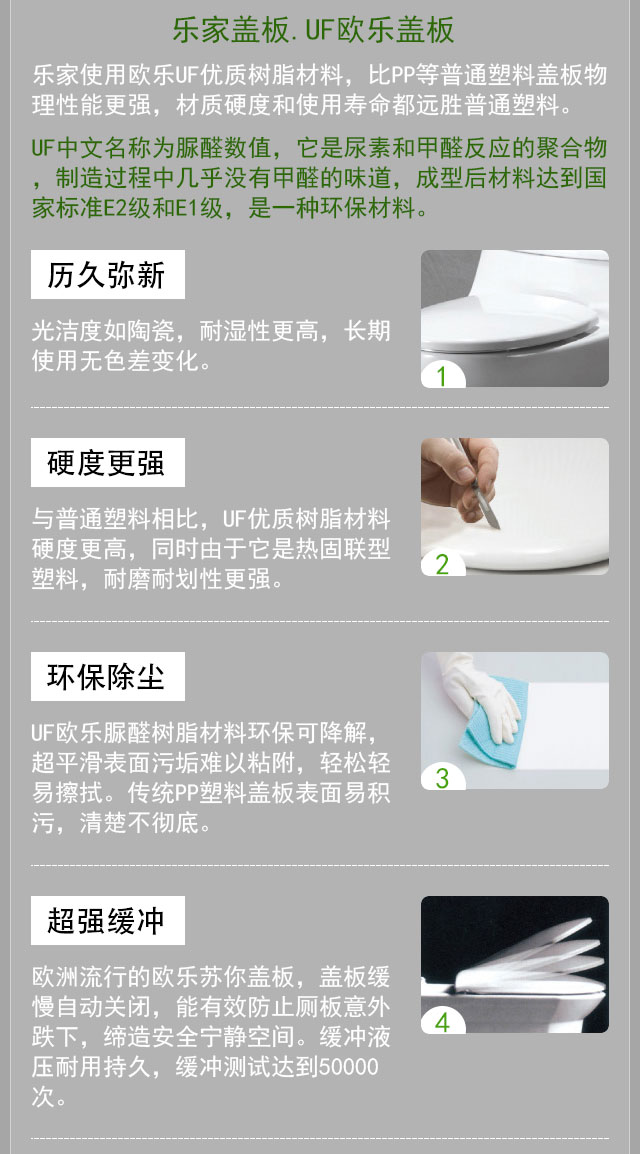 乐家盖板.UF欧乐盖板
乐家使用欧乐UF优质树脂材料，比PP等普通塑料盖板物
理性能更强，材质硬度和使用寿命都远胜普通塑料。
UF中文名称为脲醛数值，它是尿素和甲醛反应的聚合物
，制造过程中几乎没有甲醛的味道，成型后材料达到国
家标准E2级和E1级，是一种环保材料。
历久弥新
光洁度如陶瓷，耐湿性更高，长期
使用无色差变化。
1
硬度更强
与普通塑料相比，UF优质树脂材料
硬度更高，同时由于它是热固联型
塑料，耐磨耐划性更强。
2
环保除尘
UF欧乐脲醛树脂材料环保可降解，
超平滑表面污垢难以粘附，轻松轻
易擦拭。传统PP塑料盖板表面易积
污，清楚不彻底。
3
超强缓冲
欧洲流行的欧乐苏你盖板，盖板缓
慢自动关闭，能有效防止厕板意外
跌下，缔造安全宁静空间。缓冲液
压耐用持久，缓冲测试达到50000
次。
4